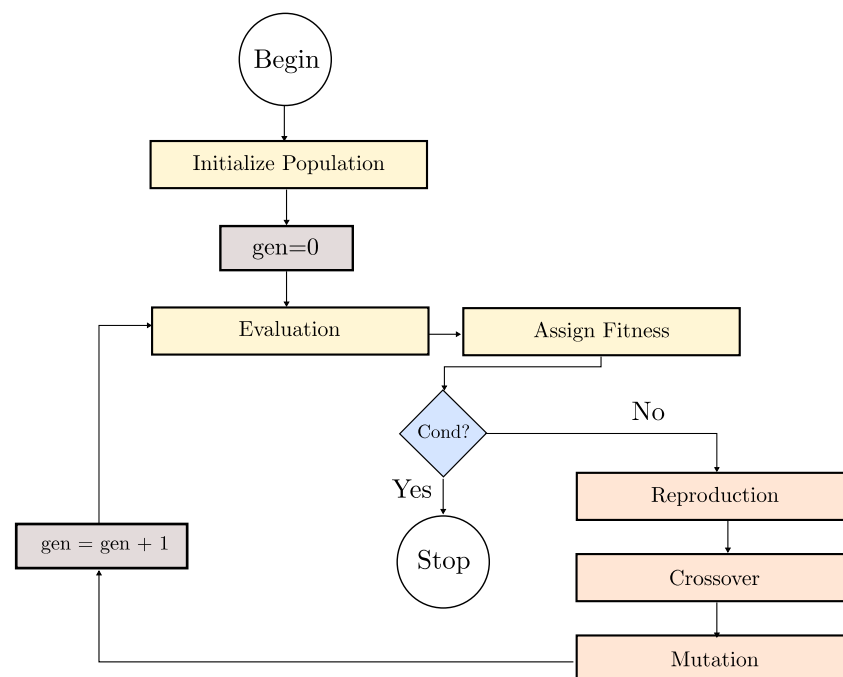 Begin
Initialize Population
gen=0
Evaluation
Assign Fitness
Cond?
No
Yes
Reproduction
gen = gen + 1
Stop
Crossover
Mutation